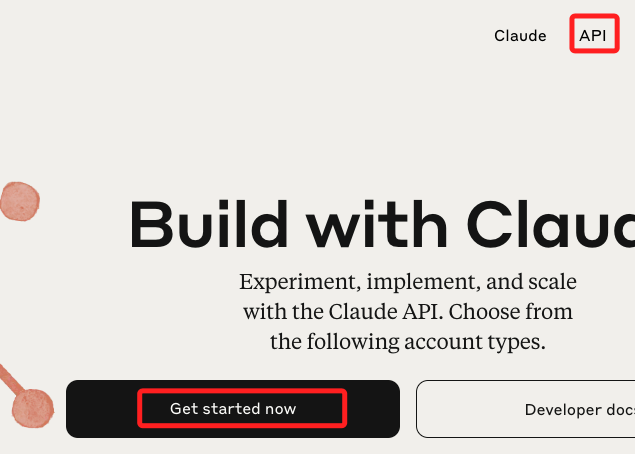 Claude API
Build with Clau
Experiment, implement, and scale
with the Claude API. Choose from
the following account types.
Get started now Developer docs